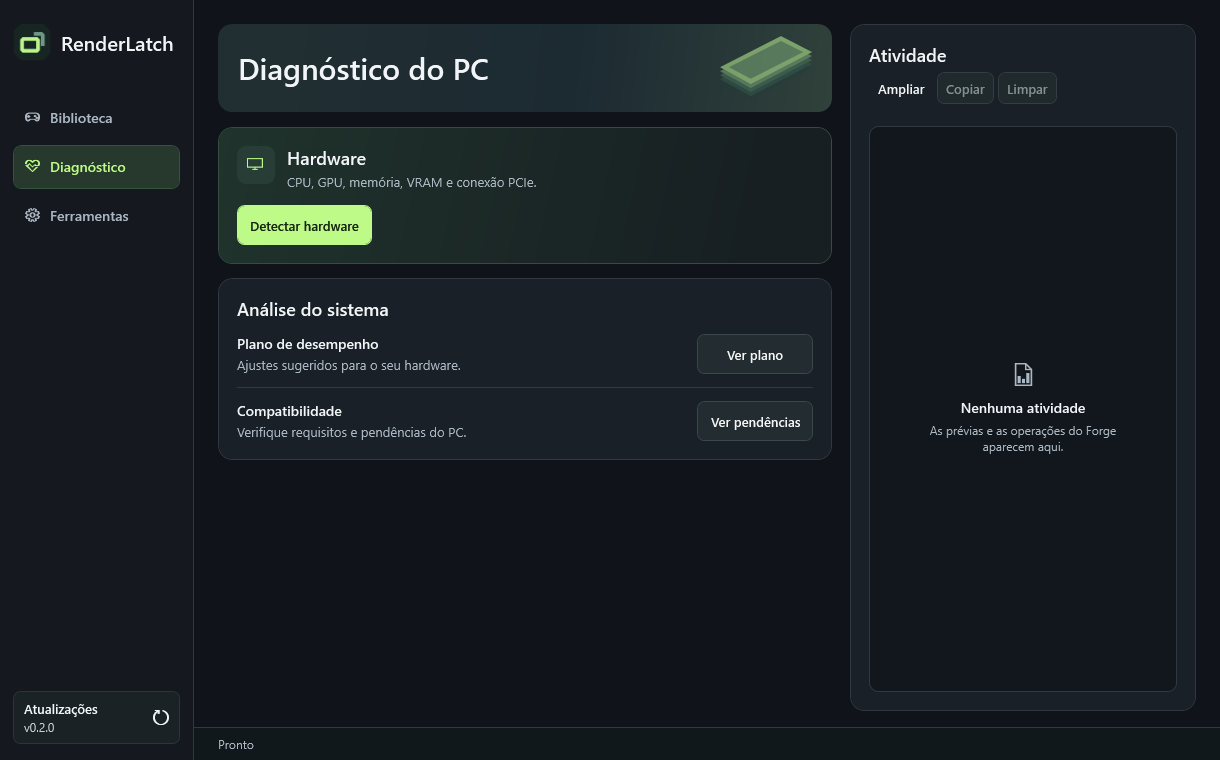 RenderLatch
Biblioteca
Diagnóstico
Ferramentas
Atualizações
v0.2.0
Diagnóstico do PC
Hardware
CPU, GPU, memória, VRAM e conexão PCIe.
Detectar hardware
Análise do sistema
Plano de desempenho
Ajustes sugeridos para o seu hardware.
Ver plano
Compatibilidade
Verifique requisitos e pendências do PC.
Ver pendências
Atividade
Ampliar Copiar Limpar
Nenhuma atividade
As prévias e as operações do Forge
aparecem aqui.
Pronto